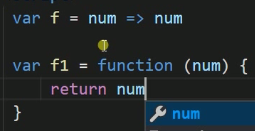 var f = num => num
var f1 = function (num) {
return num
num
}